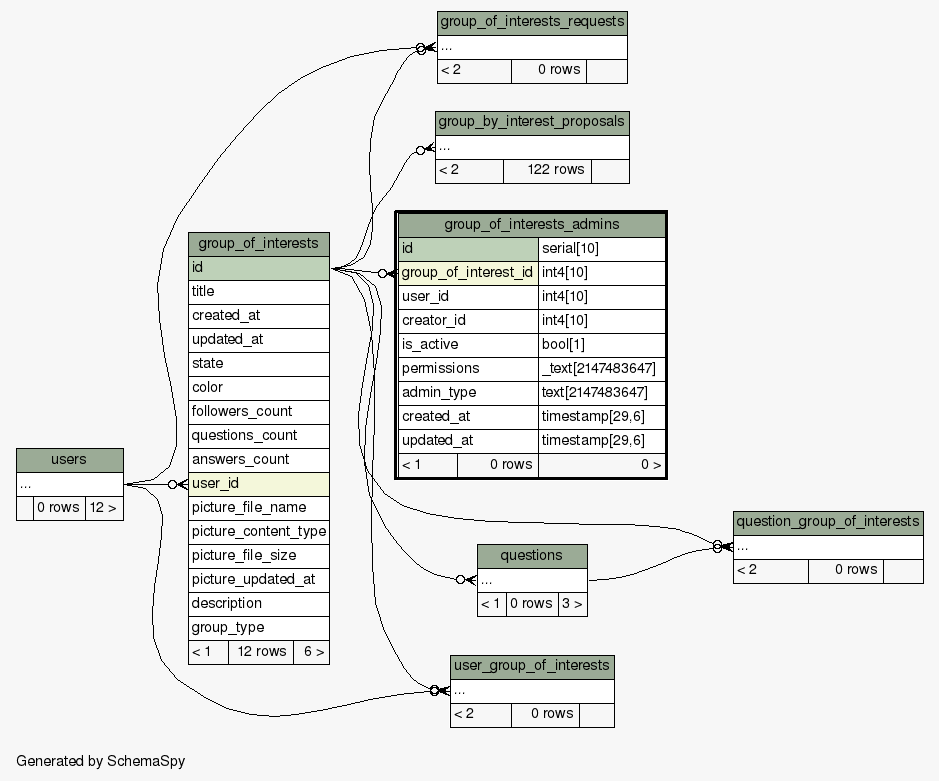 group_of_interests_requests
...
< 2 0 rows
group_by_interest_proposals
...
< 2 122 rows
group_of_interests_admins
id serial[10]
group_of_interest_id int4[10]
user_id int4[10]
creator_id int4[10]
is_active bool[1]
permissions _text[2147483647]
admin_type text[2147483647]
created_at timestamp[29,6]
updated_at timestamp[29,6]
< 1 0 rows 0 >
group_of_interests
id
title
created_at
updated_at
state
color
followers_count
questions_count
answers_count
user_id
picture_file_name
picture_content_type
picture_file_size
picture_updated_at
description
group_type
< 1 12 rows 6 >
users
...
0 rows 12 >
question_group_of_interests
...
< 2 0 rows
questions
...
< 1 0 rows 3 >
user_group_of_interests
...
< 2 0 rows
Generated by SchemaSpy